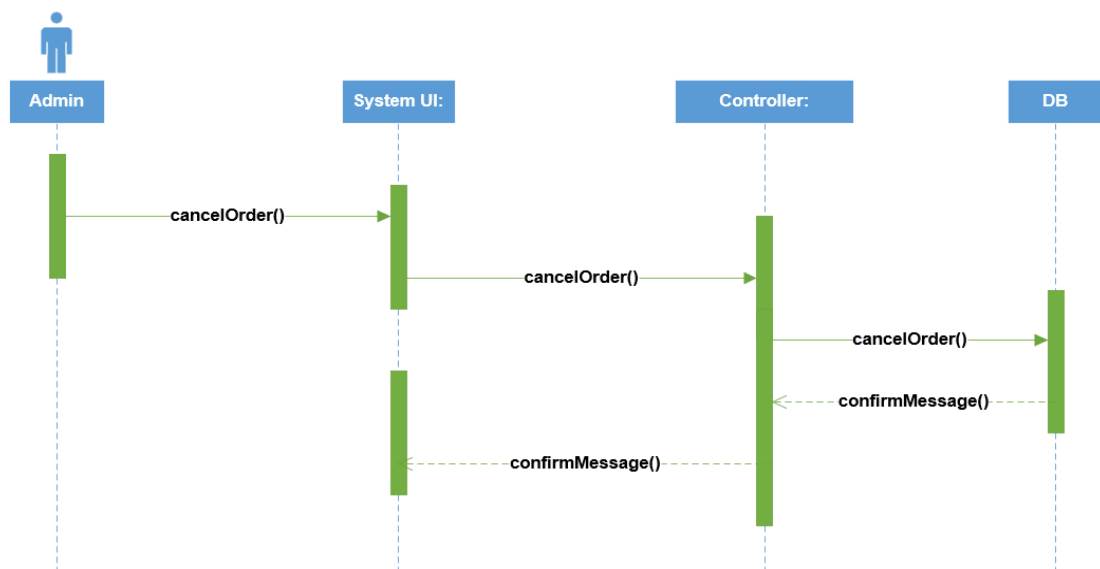 Admin
System UI:
Controller:
DB
cancelOrder()
cancelOrder()
cancelOrder()
confirmMessage()
confirmMessage()